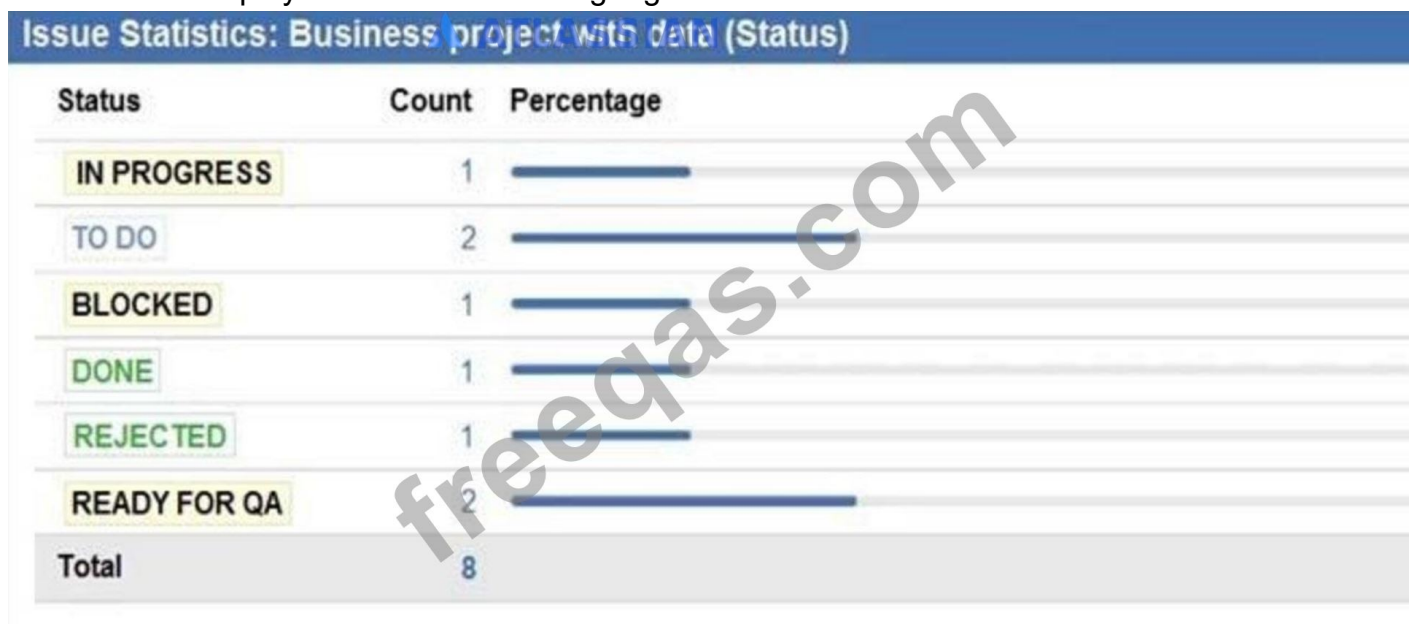 Issue Statistics: Business project with data (Status)
Status Count Percentage
IN PROGRESS 1
TO DO 2
BLOCKED 1
DONE 1
REJECTED 1
READY FOR QA 2
Total 8
freeqas.com